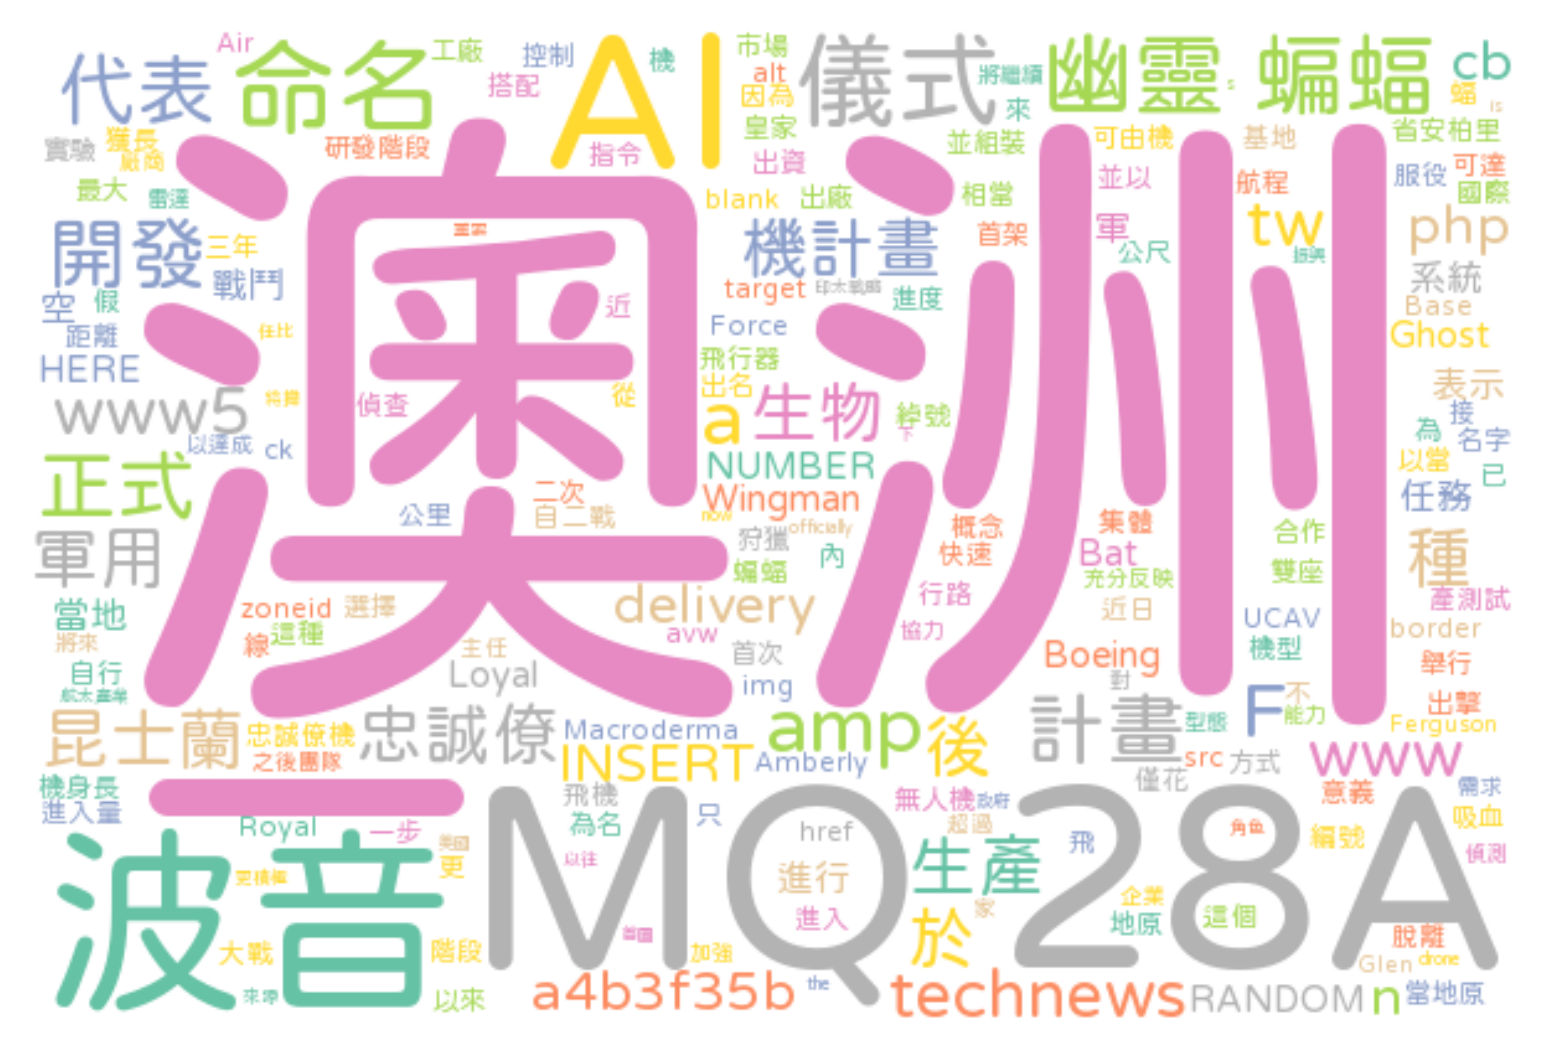 Air 工廠 控制 機 市場
代表 命名 AI 儀式 幽靈 蝙蝠 cb
搭配 alt 將繼續 蝠
因為 來 s is
實驗 獵長 研發階段 指令 皇家 並組裝 可由機 基地 省安柏里
廠商 出資
最大 雷達 blank 出廠 相當 並以 航程 服役 可達
國際
開發 三年 機計畫 首架 軍 tw php
戰鬥 公尺 系統
空 假 近 target 印太戰略 進度 Base
距離 任比 Force Ghost
HERE 飛行器
www5 特揮 偵查 從 出名 表示
a 生物 綽號 接
以達成 ck 下 為 名字
正式 NUMBER 以當 已
二次 Wingman 任務
公里 自二戰 now officially 概念 集體
軍用 狩獵 內 快速 Bat 合作 種
蝙蝠 充分反映 雙座
當地 zoneid 選擇 delivery 行路 近日 UCAV 產測試
將來 線 這種 avw 協力 機型 border
主任 首次 Boeing
自行 Loyal img 對 舉行
航太產業 不 出擊
昆士蘭 忠誠僚機 忠誠僚 Macroderma amp 後 計畫 型態 F 能力 Ferguson
之後團隊 INSERT Amberly src 方式 www
機身長 飛機 無人機 政府 僅花 意義 需求
進入量 Royal 一步 為名 只 href 超過 吸血
波音 美國 MQ 28A 角魚 編號
更 以往 進行 生產 飛 偵測
更積極 進入 家 企業
大戰 階段 加強 於 地原 這個 脫離
Glen drone
來源 以來 a4b3f35b the technews RANDOM n 當地原